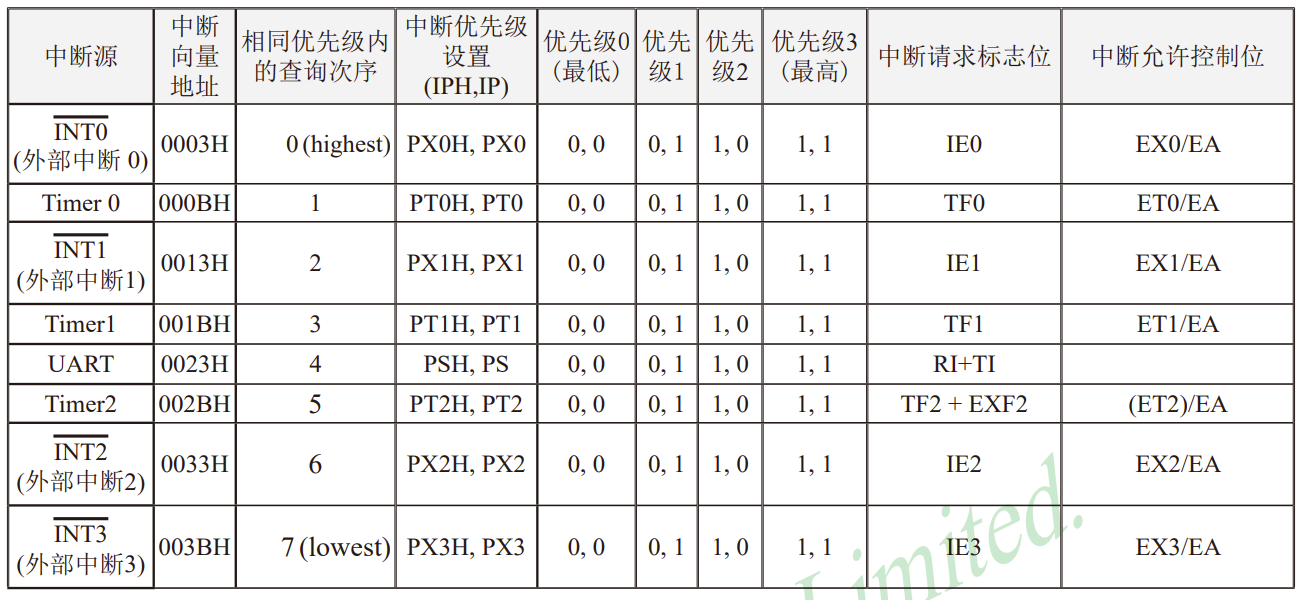 中断源 中断向量地址 相同优先级内的查询次序 中断优先级设置(IPH,IP) 优先级0(最低) 优先级1 优先级2 优先级3(最高) 中断请求标志位 中断允许控制位
INT0
(外部中断 0) 0003H 0 (highest) PX0H, PX0 0, 0 0, 1 1, 0 1, 1 IE0 EX0/EA
Timer 0 000BH 1 PT0H, PT0 0, 0 0, 1 1, 0 1, 1 TF0 ET0/EA
INT1
(外部中断1) 0013H 2 PX1H, PX1 0, 0 0, 1 1, 0 1, 1 IE1 EX1/EA
Timer1 001BH 3 PT1H, PT1 0, 0 0, 1 1, 0 1, 1 TF1 ET1/EA
UART 0023H 4 PSH, PS 0, 0 0, 1 1, 0 1, 1 RI+TI
Timer2 002BH 5 PT2H, PT2 0, 0 0, 1 1, 0 1, 1 TF2 + EXF2 (ET2)/EA
INT2
(外部中断2) 0033H 6 PX2H, PX2 0, 0 0, 1 1, 0 1, 1 IE2 EX2/EA
INT3
(外部中断3) 003BH 7 (lowest) PX3H, PX3 0, 0 0, 1 1, 0 1, 1 IE3 EX3/EA
Limited.